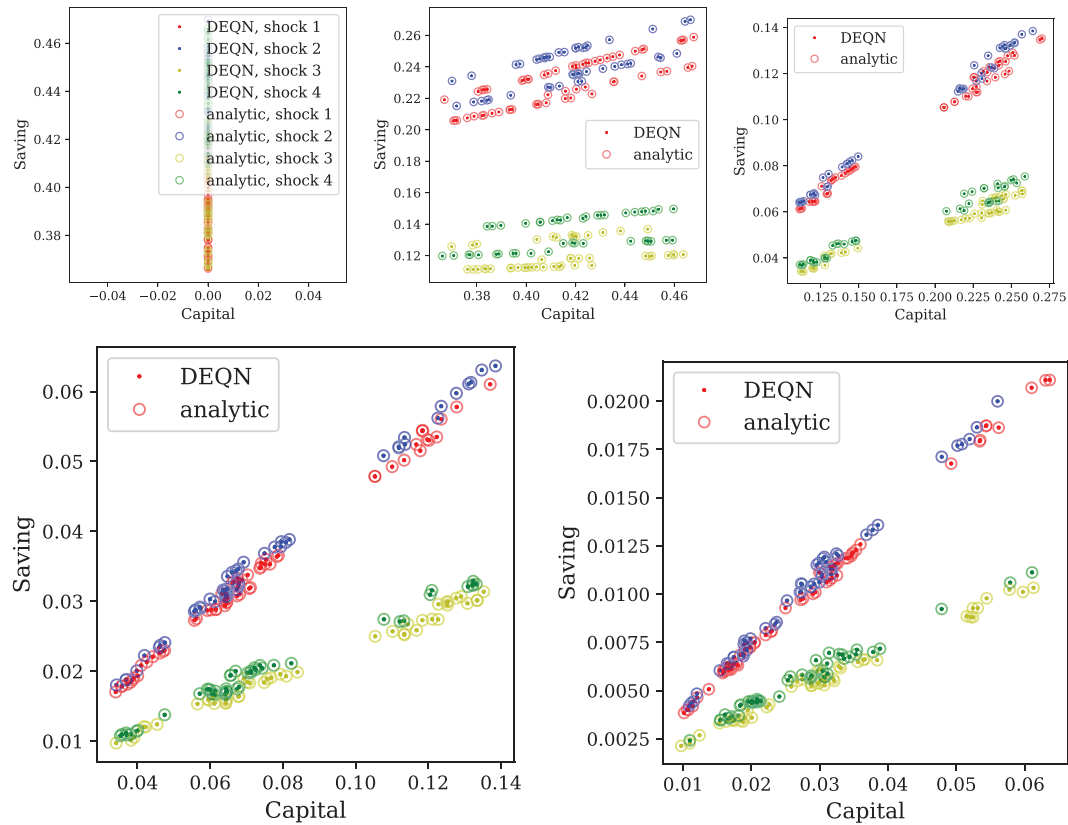 DEQN, shock 1
DEQN, shock 2
DEQN, shock 3
DEQN, shock 4
analytic, shock 1
analytic, shock 2
analytic, shock 3
analytic, shock 4
0.46
0.44
0.42
0.40
0.38
Saving
−0.04 −0.02 0.00 0.02 0.04
Capital
DEQN
analytic
0.26
0.24
0.22
0.20
0.18
0.16
0.14
0.12
Saving
0.38 0.40 0.42 0.44 0.46
Capital
DEQN
analytic
0.14
0.12
0.10
0.08
0.06
0.04
Saving
0.125 0.150 0.175 0.200 0.225 0.250 0.275
Capital
DEQN
analytic
0.06
0.05
0.04
0.03
0.02
0.01
Saving
0.04 0.06 0.08 0.10 0.12 0.14
Capital
DEQN
analytic
0.0200
0.0175
0.0150
0.0125
0.0100
0.0075
0.0050
0.0025
Saving
0.01 0.02 0.03 0.04 0.05 0.06
Capital